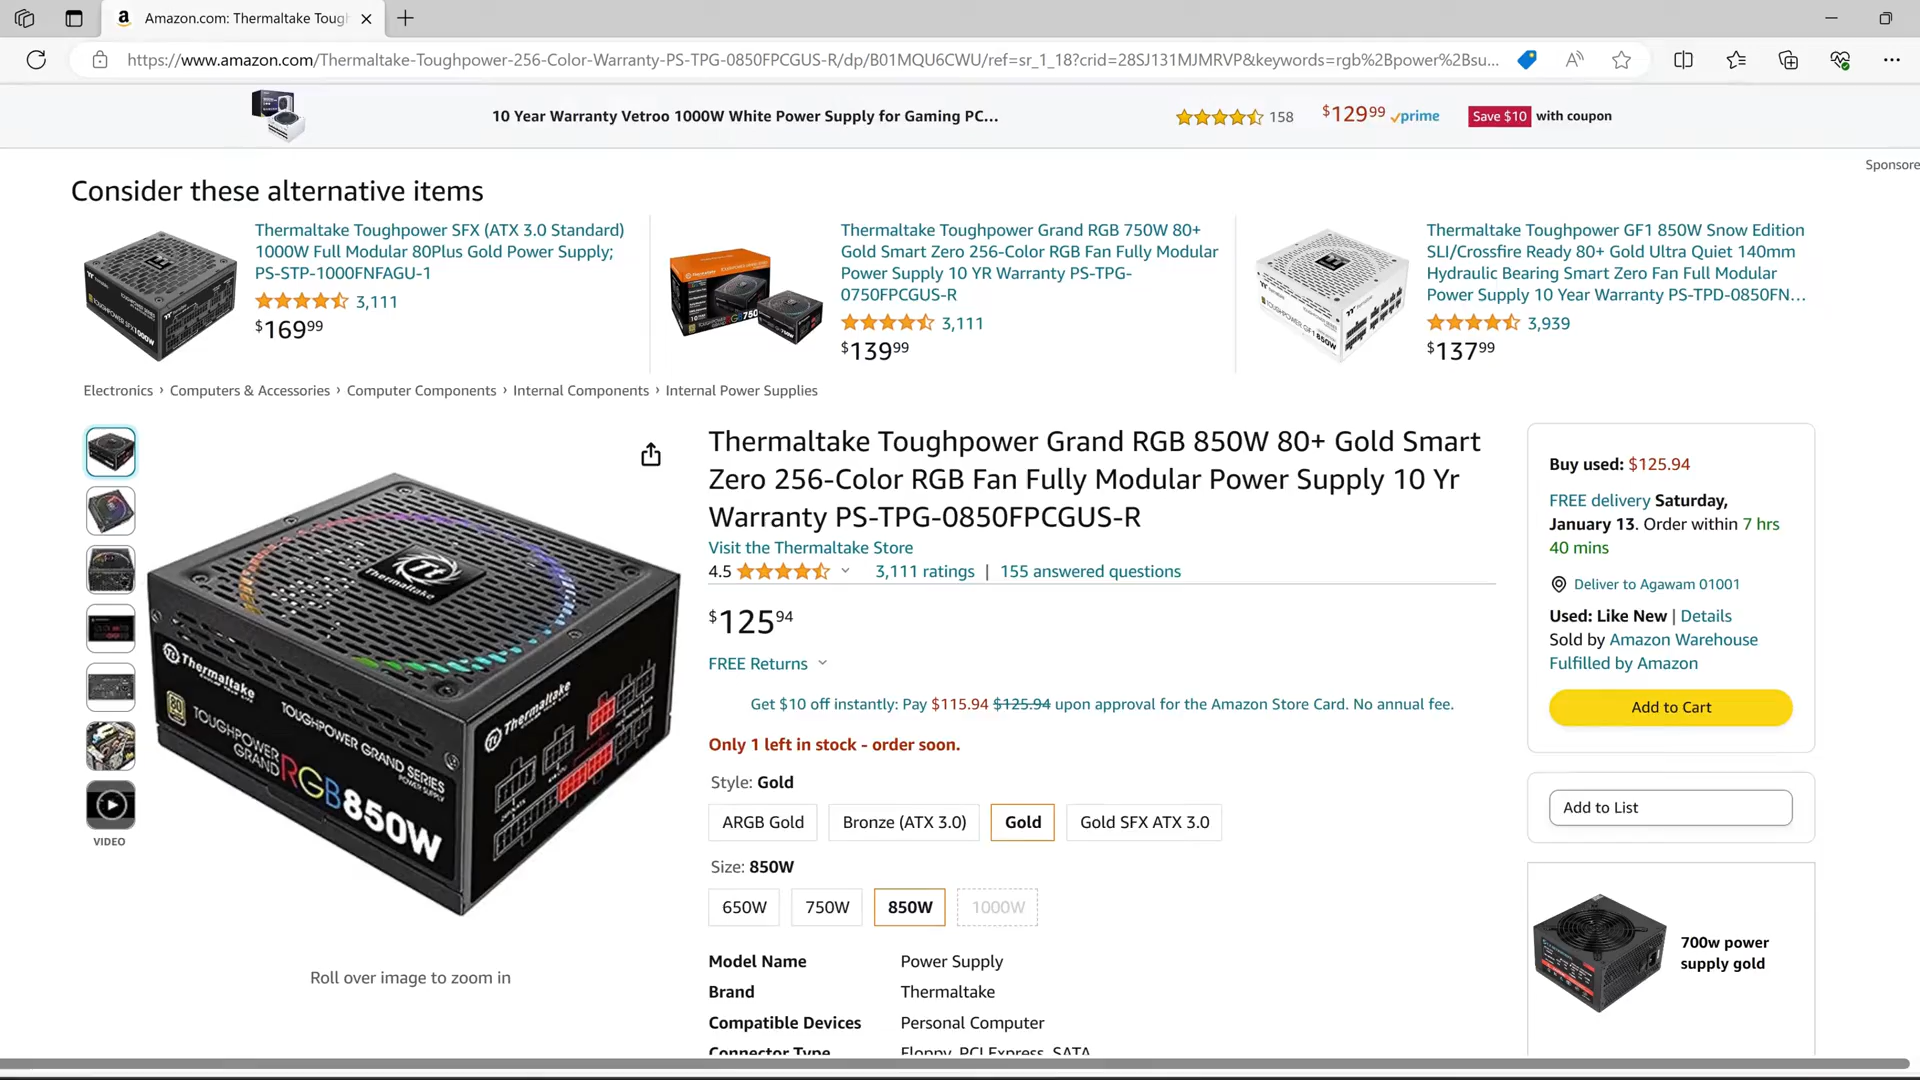 Amazon.com: Thermaltake Tough
https://www.amazon.com/Thermaltake-Toughpower-256-Color-Warranty-PS-TPG-0850FPCGUS-R/dp/B01MQU6CWU/ref=sr_1_18?crid=28SJ131MJMRVP&keywords=rgb%2Bpower%2Bsu...
10 Year Warranty Vetroo 1000W White Power Supply for Gaming PC...
158
$129.99
prime
Save $10 with coupon
Sponsore
Consider these alternative items
Thermaltake Toughpower SFX (ATX 3.0 Standard)
1000W Full Modular 80Plus Gold Power Supply;
PS-STP-1000FNFAGU-1
3,111
$169.99
Thermaltake Toughpower Grand RGB 750W 80+
Gold Smart Zero 256-Color RGB Fan Fully Modular
Power Supply 10 YR Warranty PS-TPG-
0750FPCGUS-R
3,111
$139.99
Thermaltake Toughpower GF1 850W Snow Edition
SLI/Crossfire Ready 80+ Gold Ultra Quiet 140mm
Hydraulic Bearing Smart Zero Fan Full Modular
Power Supply 10 Year Warranty PS-TPD-0850FN...
3,939
$137.99
Electronics › Computers & Accessories › Computer Components › Internal Components › Internal Power Supplies
Thermaltake
Thermaltake
TOUGHPOWER GRAND RGB 850W
TOUGHPOWER GRAND SERIES
POWER SUPPLY
Thermaltake
VIDEO
Roll over image to zoom in
Thermaltake Toughpower Grand RGB 850W 80+ Gold Smart
Zero 256-Color RGB Fan Fully Modular Power Supply 10 Yr
Warranty PS-TPG-0850FPCGUS-R
Visit the Thermaltake Store
4.5
3,111 ratings | 155 answered questions
$125.94
FREE Returns
Get $10 off instantly: Pay $115.94 $125.94 upon approval for the Amazon Store Card. No annual fee.
Only 1 left in stock - order soon.
Style: Gold
ARGB Gold
Bronze (ATX 3.0)
Gold
Gold SFX ATX 3.0
Size: 850W
650W
750W
850W
1000W
Model Name Power Supply
Brand Thermaltake
Compatible Devices Personal Computer
Connector Type Floppy, PCI Express, SATA
Buy used: $125.94
FREE delivery Saturday,
January 13. Order within 7 hrs
40 mins
Deliver to Agawam 01001
Used: Like New | Details
Sold by Amazon Warehouse
Fulfilled by Amazon
Add to Cart
Add to List
700w power
supply gold